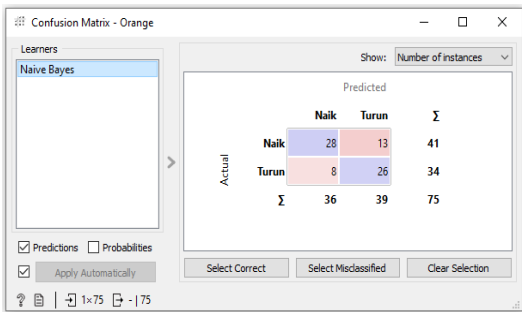 Confusion Matrix - Orange
Learners
Naive Bayes
Show: Number of instances
Predicted
Naik Turun Σ
Actual
Naik 28 13 41
Turun 8 26 34
Σ 36 39 75
Predictions Probabilities
Apply Automatically
Select Correct Select Misclassified Clear Selection
? 1×75 - | 75